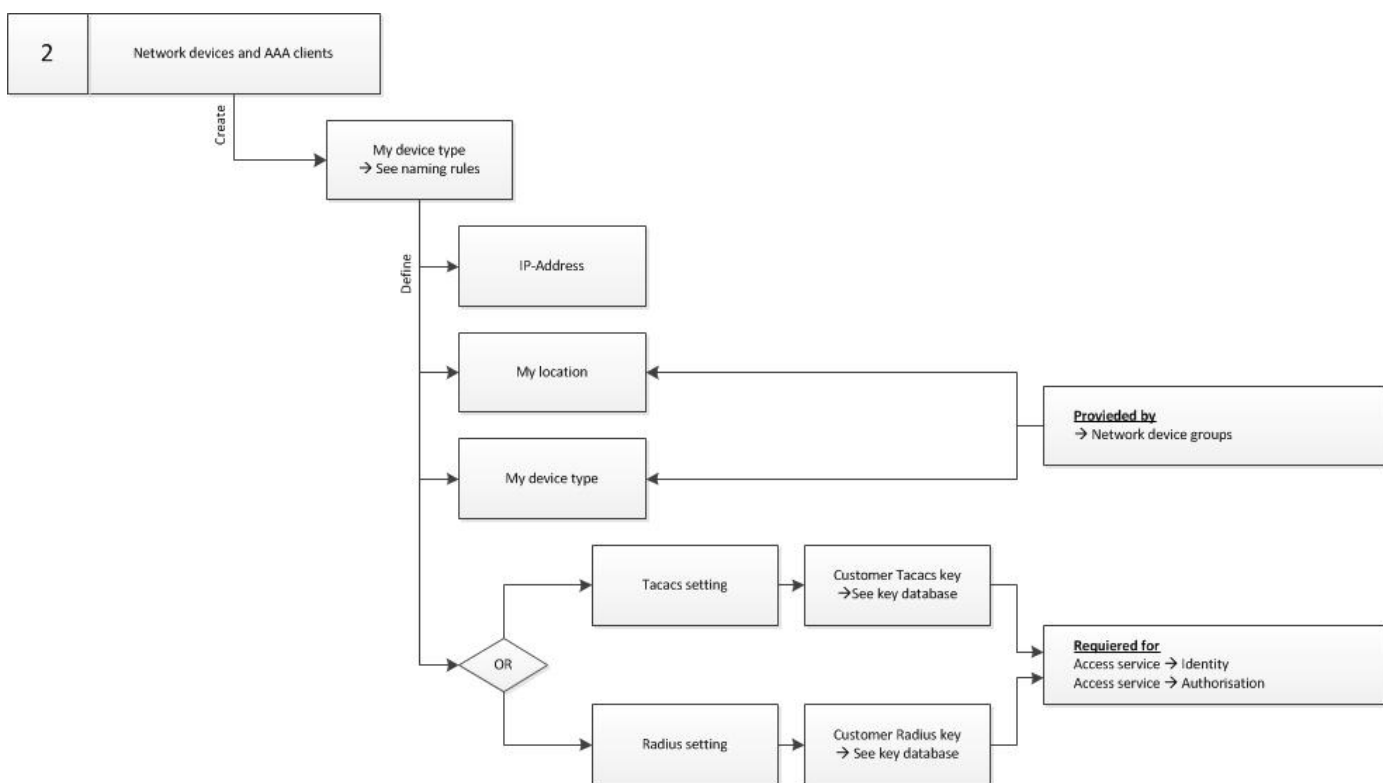 2
Network devices and AAA clients
Create
My device type
→ See naming rules
Define
IP-Address
My location
Provieded by
→ Network device groups
My device type
Tacacs setting
Customer Tacacs key
→See key database
OR
Requiered for
Access service → Identity
Access service → Authorisation
Radius setting
Customer Radius key
→ See key database